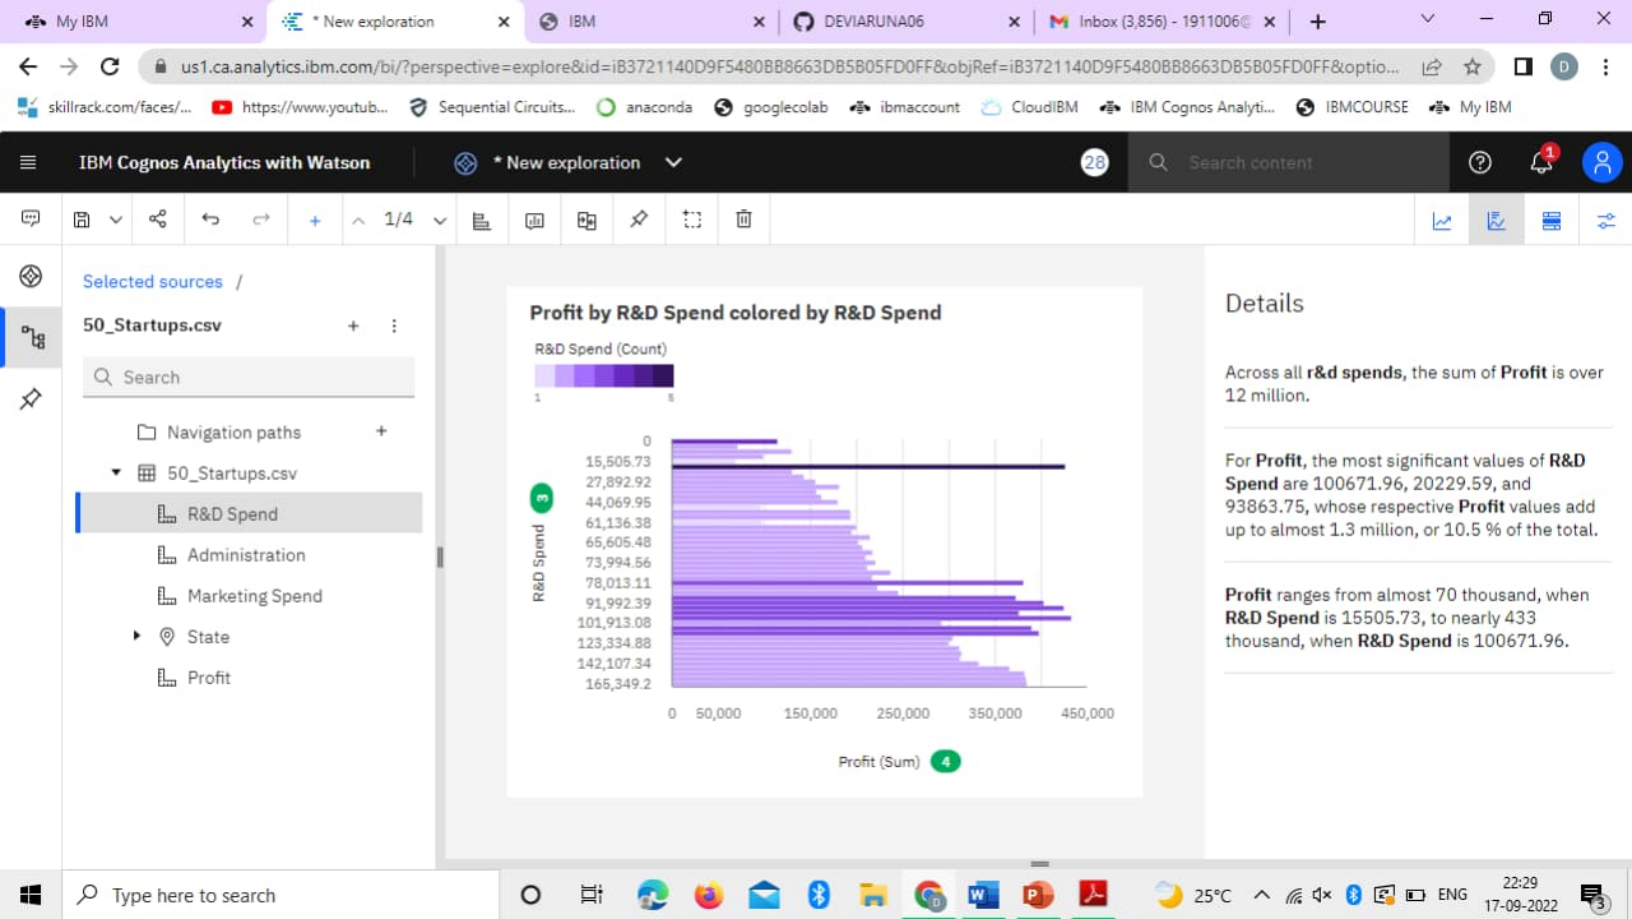 My IBM
* New exploration
IBM
DEVIARUNA06
Inbox (3,856) - 1911006@
us1.ca.analytics.ibm.com/bi/?perspective=explore&id=iB3721140D9F5480BB8663DB5B05FD0FF&objRef=iB3721140D9F5480BB8663DB5B05FD0FF&optio...
D
skillrack.com/faces/...
https://www.youtub...
Sequential Circuits...
anaconda
googlecolab
ibmaccount
CloudIBM
IBM Cognos Analyti...
IBMCOURSE
My IBM
IBM Cognos Analytics with Watson
* New exploration
28
Search content
1
1/4
Selected sources /
50_Startups.csv
Search
Navigation paths
50_Startups.csv
R&D Spend
Administration
Marketing Spend
State
Profit
Profit by R&D Spend colored by R&D Spend
R&D Spend (Count)
1 5
R&D Spend 3
0
15,505.73
27,892.92
44,069.95
61,136.38
65,605.48
73,994.56
78,013.11
91,992.39
101,913.08
123,334.88
142,107.34
165,349.2
0 50,000 150,000 250,000 350,000 450,000
Profit (Sum) 4
Details
Across all r&d spends, the sum of Profit is over
12 million.
For Profit, the most significant values of R&D
Spend are 100671.96, 20229.59, and
93863.75, whose respective Profit values add
up to almost 1.3 million, or 10.5 % of the total.
Profit ranges from almost 70 thousand, when
R&D Spend is 15505.73, to nearly 433
thousand, when R&D Spend is 100671.96.
Type here to search
25°C
ENG
22:29
17-09-2022
3